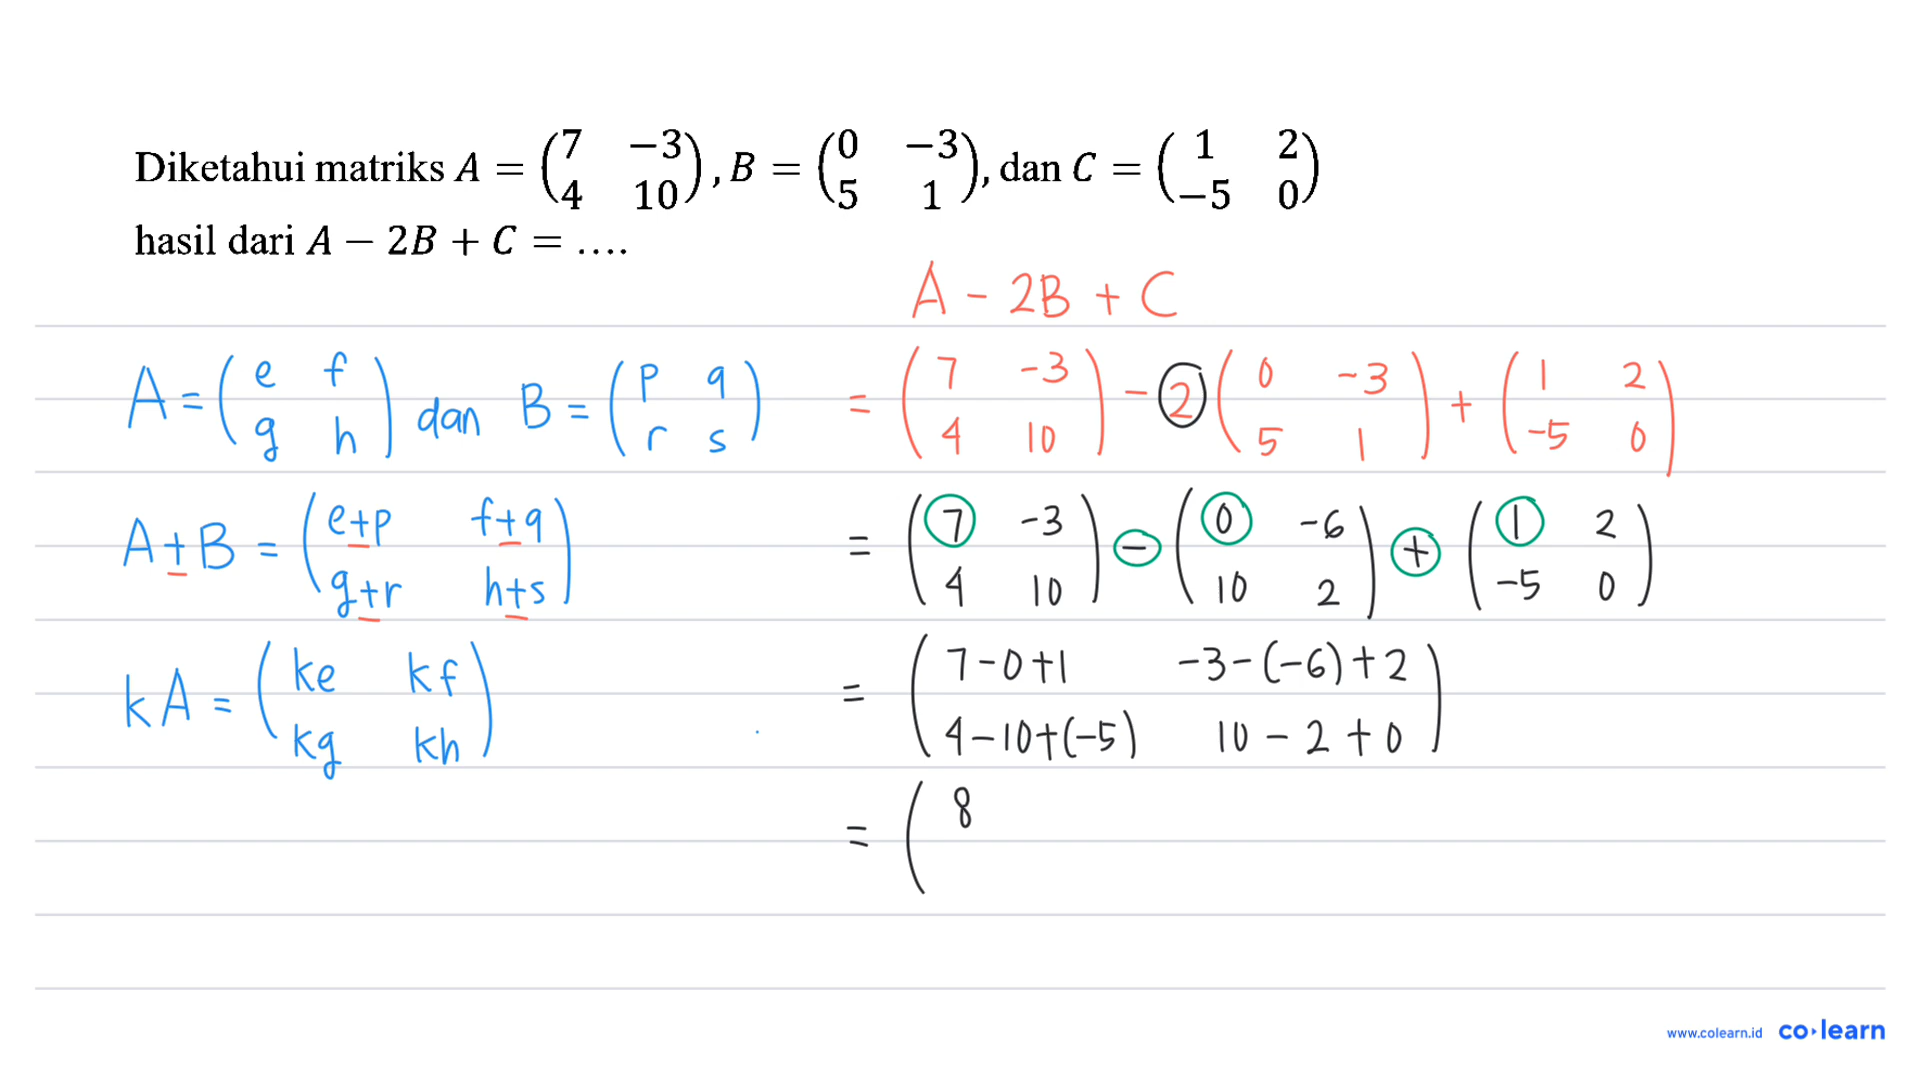 Diketahui matriks A = (7 −3 4 10), B = (0 −3 5 1), dan C = (1 2 −5 0)
hasil dari A − 2B + C = ....
A - 2B + C
A = (e f g h) dan B = (p q r s)
= (7 -3 4 10) - 2 (0 -3 5 1) + (1 2 -5 0)
A ± B = (e±p f±q g±r h±s)
= (7 -3 4 10) - (0 -6 10 2) + (1 2 -5 0)
kA = (ke kf kg kh)
= (7-0+1 -3-(-6)+2 4-10+(-5) 10-2+0)
= ( 8
www.colearn.id co learn